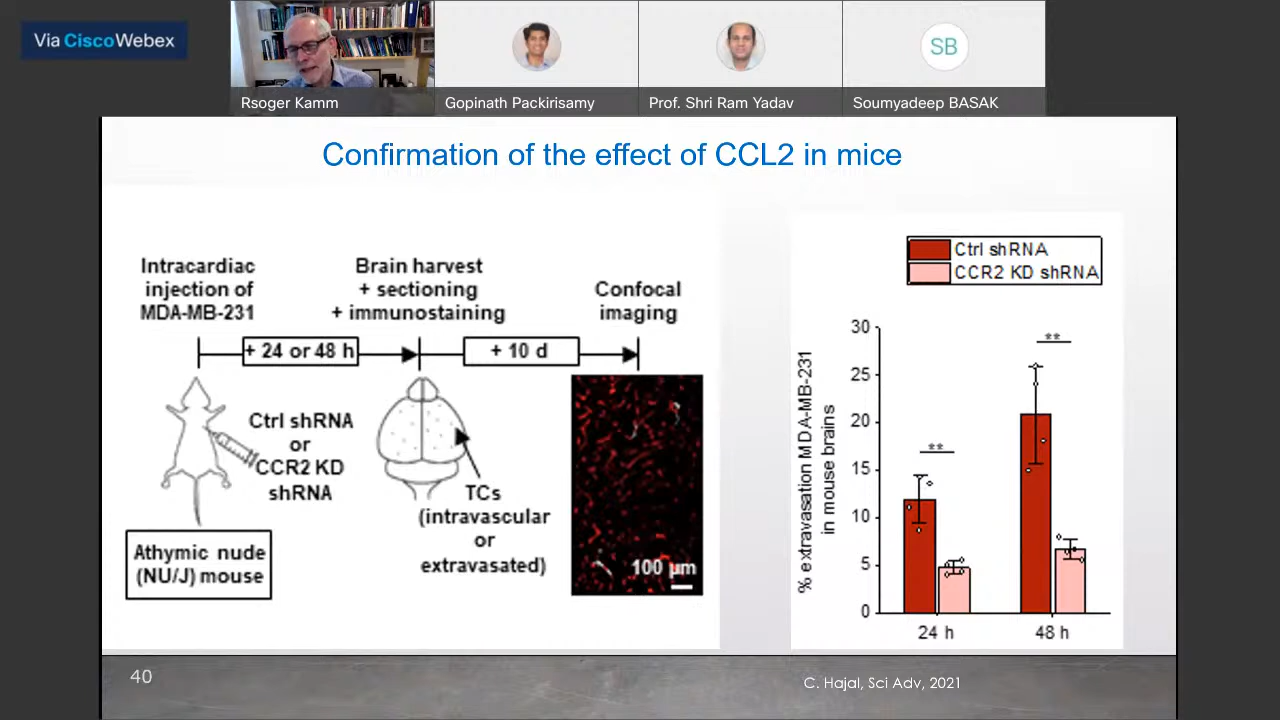 Via CiscoWebex
Rsoger Kamm
Gopinath Packirisamy
Prof. Shri Ram Yadav
SB
Soumyadeep BASAK
Confirmation of the effect of CCL2 in mice
Intracardiac
injection of
MDA-MB-231
Brain harvest
+ sectioning
+ immunostaining
Confocal
imaging
+ 24 or 48 h
+ 10 d
Ctrl shRNA
or
CCR2 KD
shRNA
TCs
(intravascular
or
extravasated)
Athymic nude
(NU/J) mouse
100 µm
Ctrl shRNA
CCR2 KD shRNA
% extravasation MDA-MB-231
in mouse brains
30
25
20
15
10
5
0
**
**
24 h
48 h
40
C. Hajal, Sci Adv, 2021